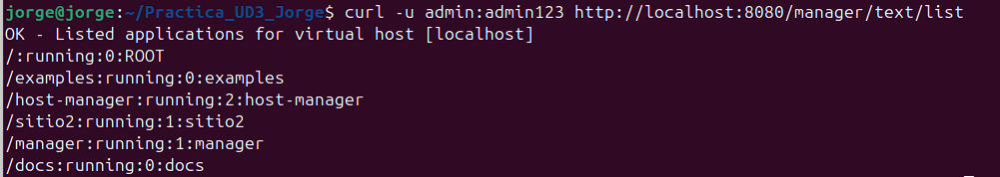 jorge@jorge:~/Practica_UD3_Jorge$ curl -u admin:admin123 http://localhost:8080/manager/text/list
OK - Listed applications for virtual host [localhost]
/:running:0:ROOT
/examples:running:0:examples
/host-manager:running:2:host-manager
/sitio2:running:1:sitio2
/manager:running:1:manager
/docs:running:0:docs